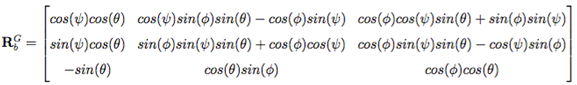 cos(ψ)cos(θ) cos(ψ)sin(ϕ)sin(θ) − cos(ϕ)sin(ψ) cos(ϕ)cos(ψ)sin(θ) + sin(ϕ)sin(ψ)
R_b^G = sin(ψ)cos(θ) sin(ϕ)sin(ψ)sin(θ) + cos(ϕ)cos(ψ) cos(ϕ)sin(ψ)sin(θ) − cos(ψ)sin(ϕ)
−sin(θ) cos(θ)sin(ϕ) cos(ϕ)cos(θ)